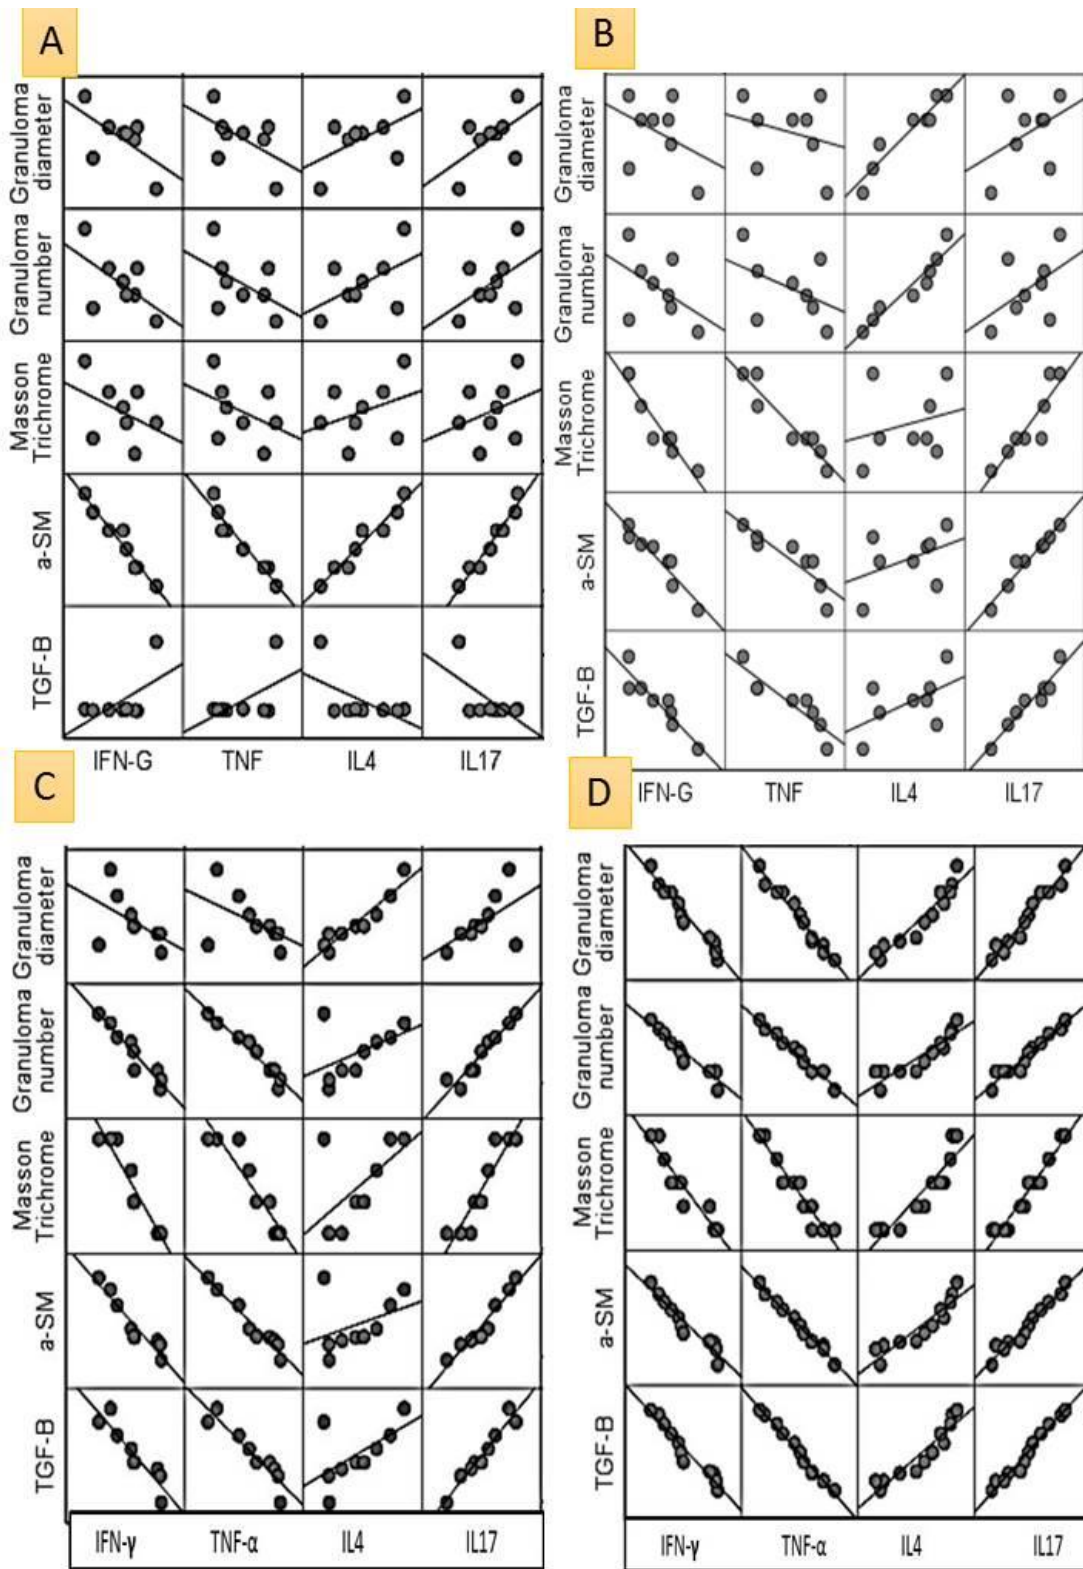 A
Granuloma
diameter
Granuloma
number
Masson
Trichrome
a-SM
TGF-B
IFN-G TNF IL4 IL17
B
Granuloma
diameter
Granuloma
number
Masson
Trichrome
a-SM
TGF-B
IFN-G TNF IL4 IL17
C
Granuloma
diameter
Granuloma
number
Masson
Trichrome
a-SM
TGF-B
IFN-γ TNF-α IL4 IL17
D
Granuloma
diameter
Granuloma
number
Masson
Trichrome
a-SM
TGF-B
IFN-γ TNF-α IL4 IL17